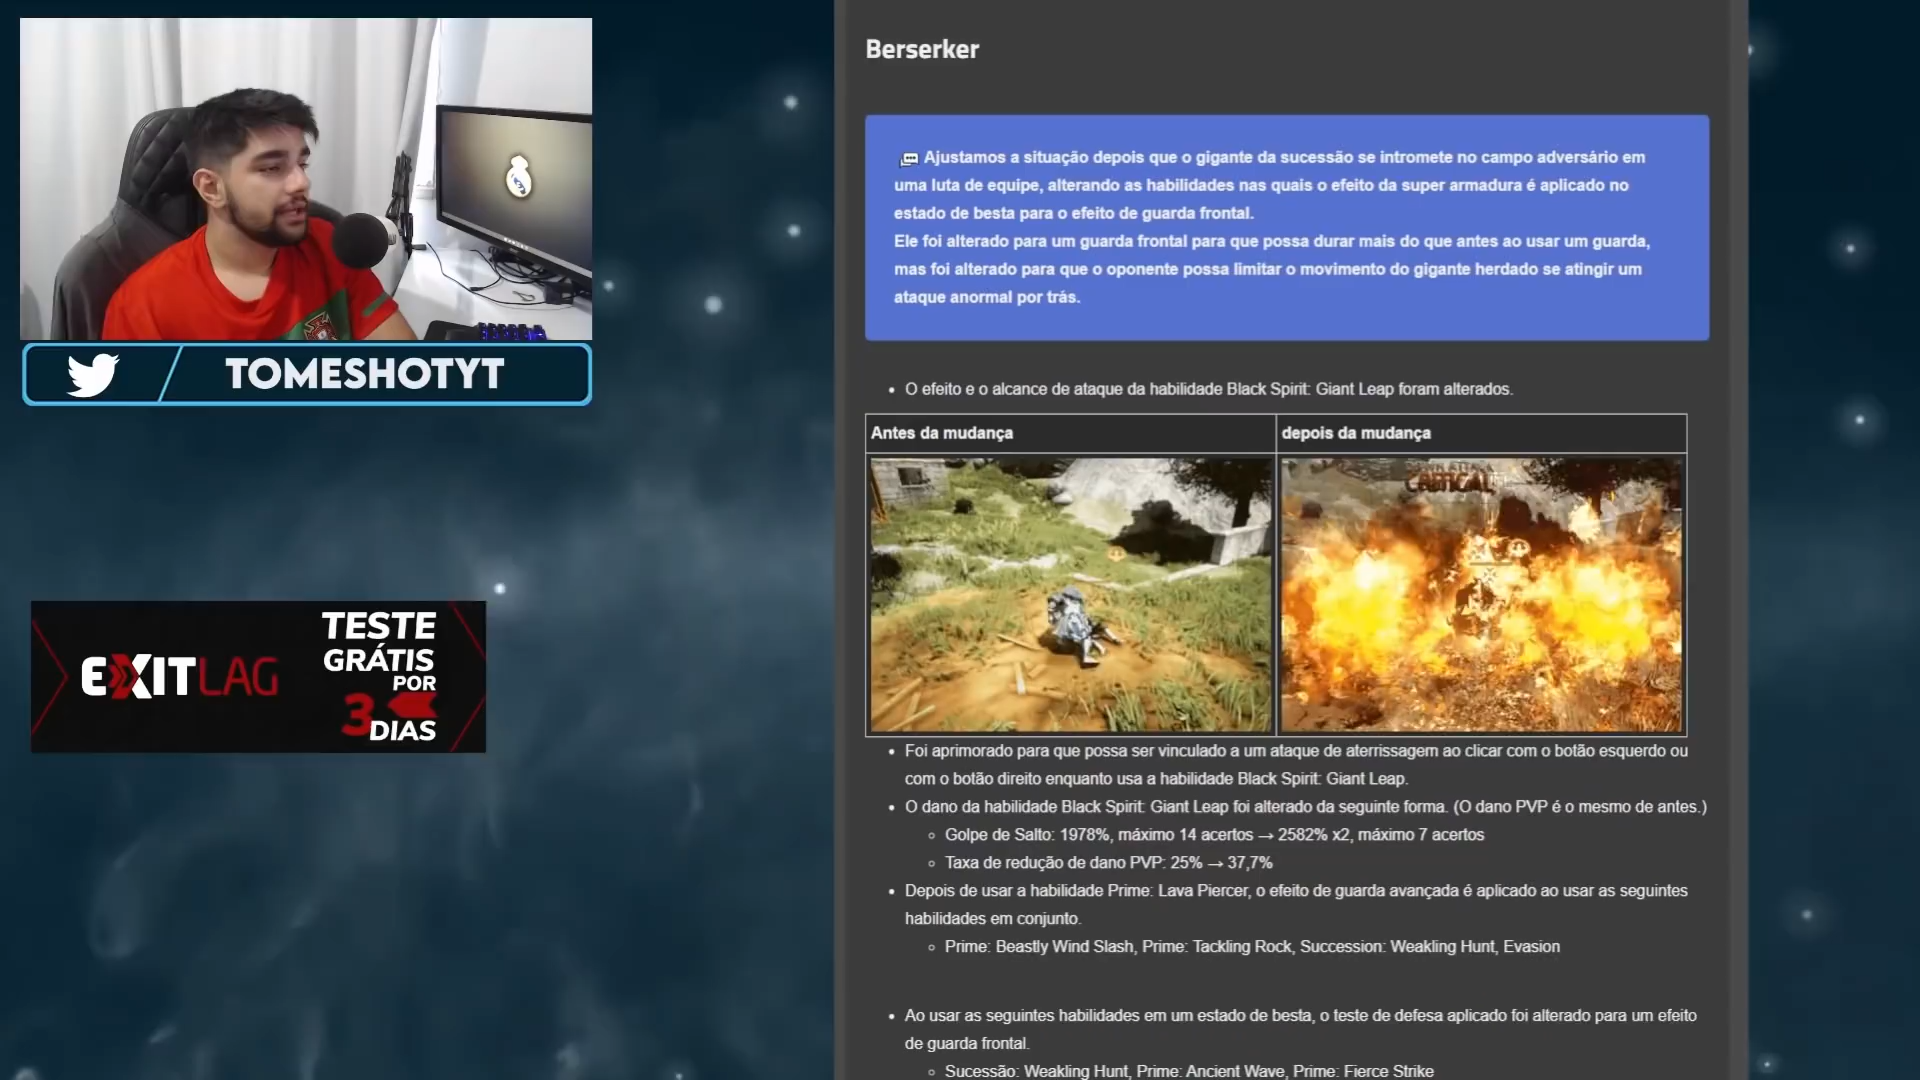 Berserker
Ajustamos a situação depois que o gigante da sucessão se intromete no campo adversário em
uma luta de equipe, alterando as habilidades nas quais o efeito da super armadura é aplicado no
estado de besta para o efeito de guarda frontal.
Ele foi alterado para um guarda frontal para que possa durar mais do que antes ao usar um guarda,
mas foi alterado para que o oponente possa limitar o movimento do gigante herdado se atingir um
ataque anormal por trás.
TOMESHOTYT
O efeito e o alcance de ataque da habilidade Black Spirit: Giant Leap foram alterados.
Antes da mudança
depois da mudança
CRITICAL
EXITLAG
TESTE
GRÁTIS
POR
3
DIAS
Foi aprimorado para que possa ser vinculado a um ataque de aterrissagem ao clicar com o botão esquerdo ou
com o botão direito enquanto usa a habilidade Black Spirit: Giant Leap.
O dano da habilidade Black Spirit: Giant Leap foi alterado da seguinte forma. (O dano PVP é o mesmo de antes.)
Golpe de Salto: 1978%, máximo 14 acertos → 2582% x2, máximo 7 acertos
Taxa de redução de dano PVP: 25% → 37,7%
Depois de usar a habilidade Prime: Lava Piercer, o efeito de guarda avançada é aplicado ao usar as seguintes
habilidades em conjunto.
Prime: Beastly Wind Slash, Prime: Tackling Rock, Succession: Weakling Hunt, Evasion
Ao usar as seguintes habilidades em um estado de besta, o teste de defesa aplicado foi alterado para um efeito
de guarda frontal.
Sucessão: Weakling Hunt, Prime: Ancient Wave, Prime: Fierce Strike